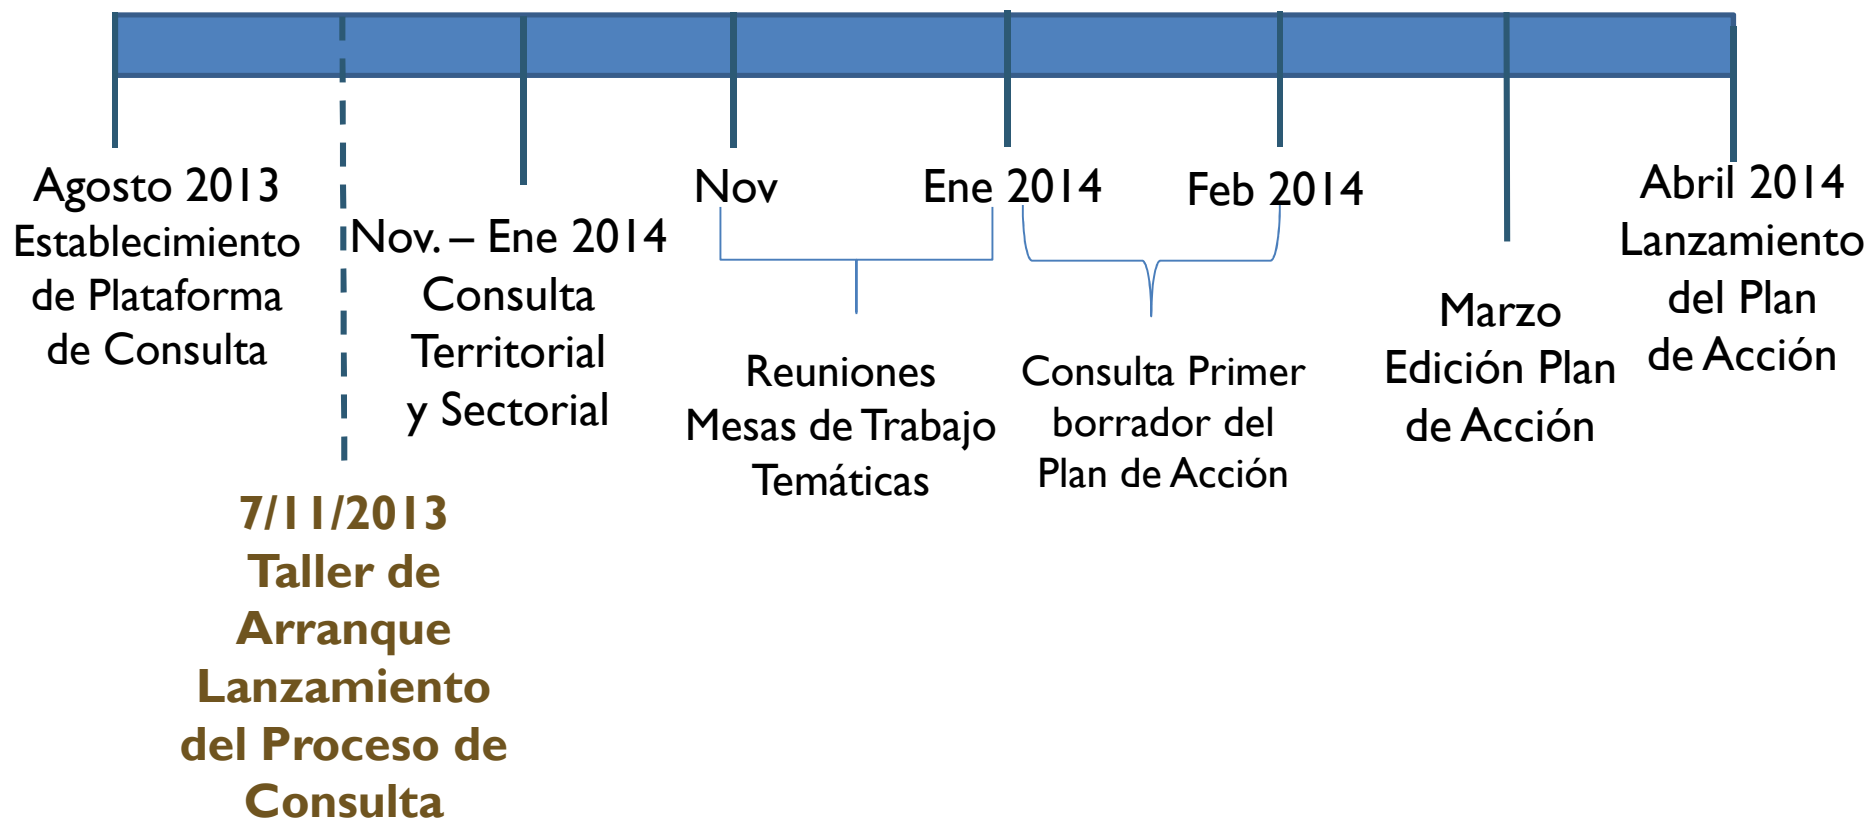 Agosto 2013
Establecimiento
de Plataforma
de Consulta
7/11/2013
Taller de
Arranque
Lanzamiento
del Proceso de
Consulta
Nov. – Ene 2014
Consulta
Territorial
y Sectorial
Nov
Ene 2014
Reuniones
Mesas de Trabajo
Temáticas
Feb 2014
Consulta Primer
borrador del
Plan de Acción
Marzo
Edición Plan
de Acción
Abril 2014
Lanzamiento
del Plan
de Acción